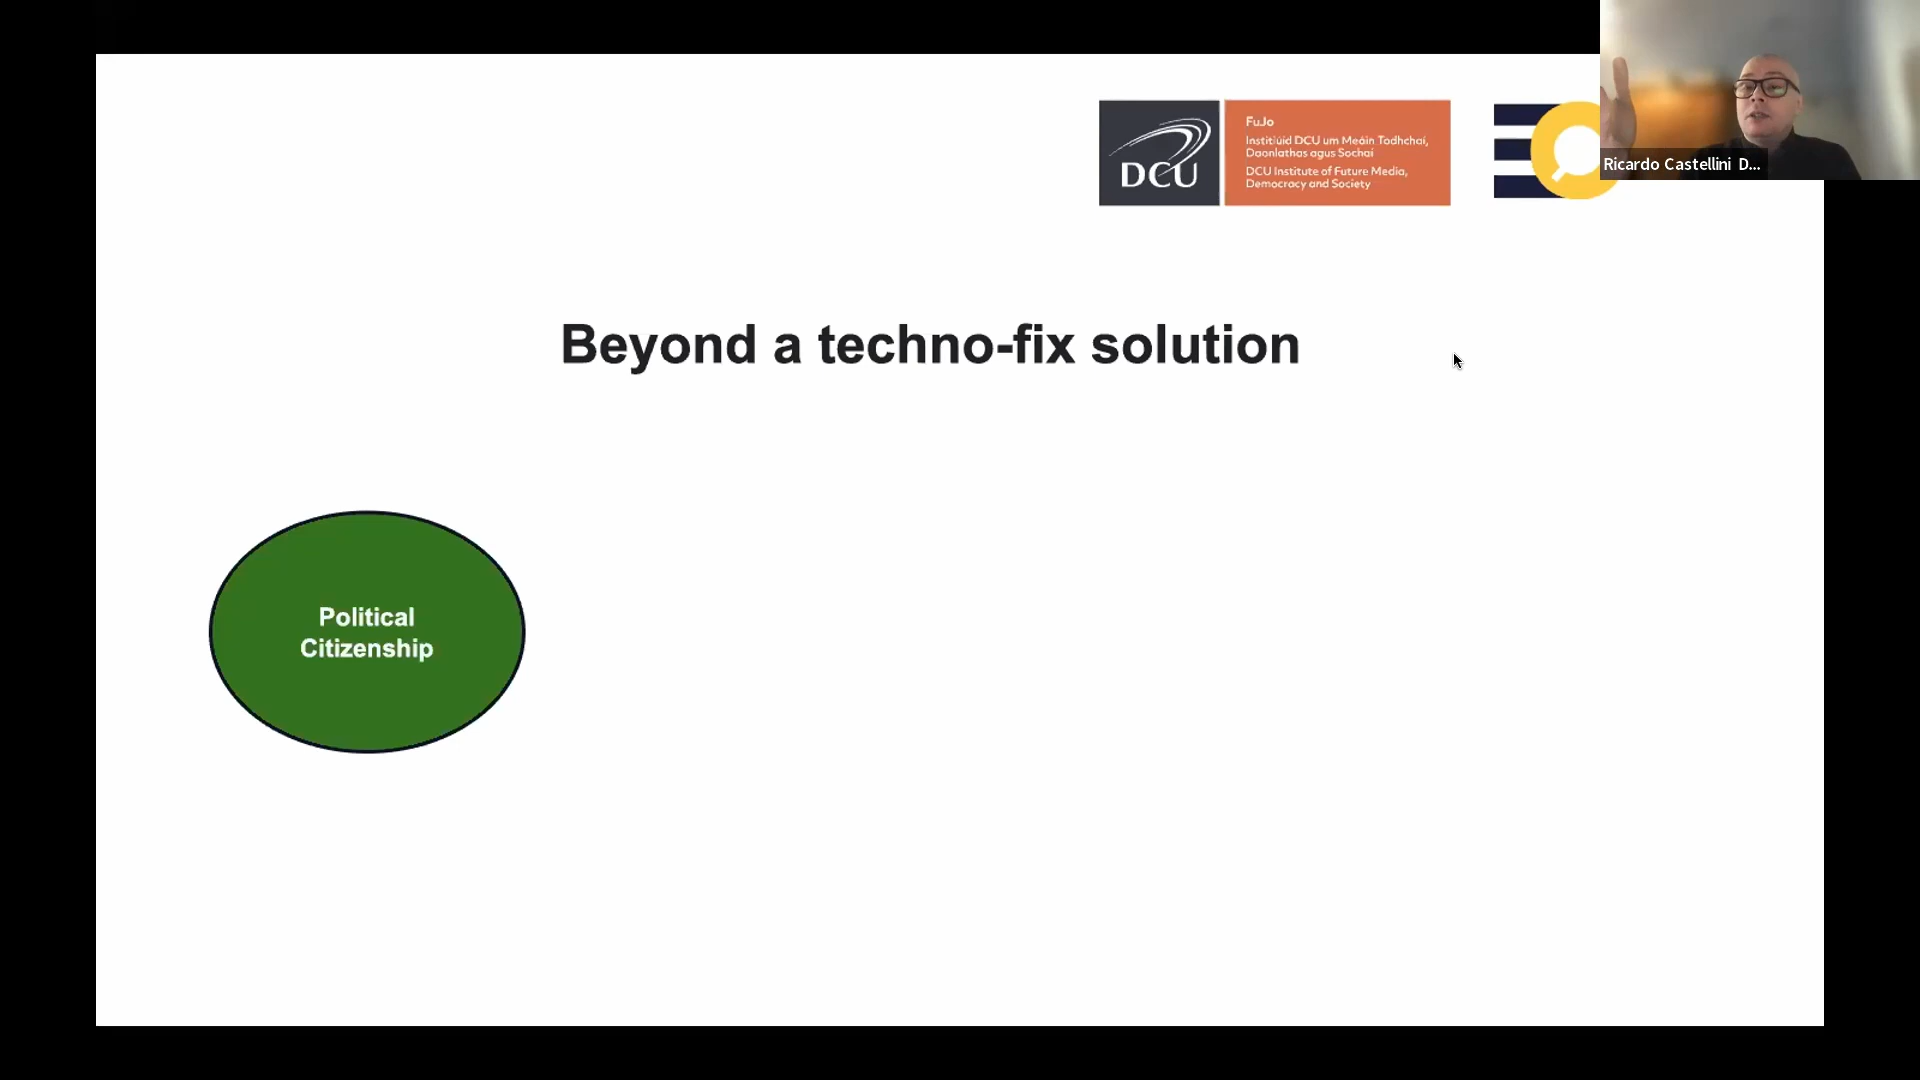 DCU
FuJo
Institiúid DCU um Meáin Todhchaí,
Daonlathas agus Sochaí
DCU Institute of Future Media,
Democracy and Society
Ricardo Castellini D...
Beyond a techno-fix solution
Political
Citizenship